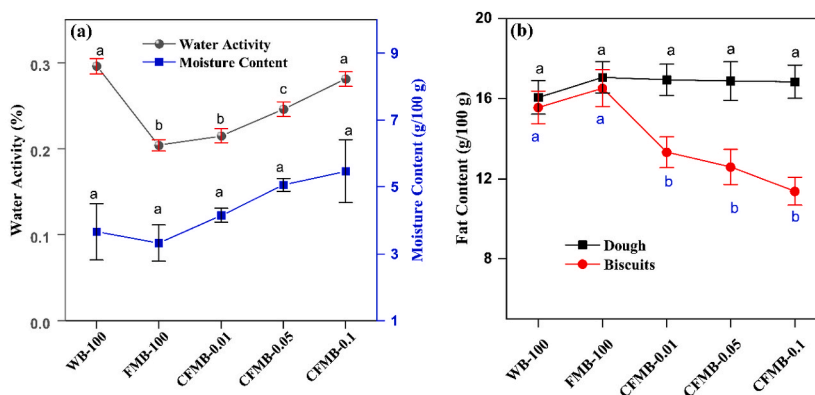 (a)
Water Activity
Moisture Content
a
b
b
c
a
a
a
a
a
a
0.3
0.2
0.1
0.0
Water Activity (%)
9
7
5
3
1
Moisture Content (g/100 g)
WB-100
FMB-100
CFMB-0.01
CFMB-0.05
CFMB-0.1
(b)
20
16
12
8
Fat Content (g/100 g)
a
a
a
a
a
a
a
b
b
b
Dough
Biscuits
WB-100
FMB-100
CFMB-0.01
CFMB-0.05
CFMB-0.1